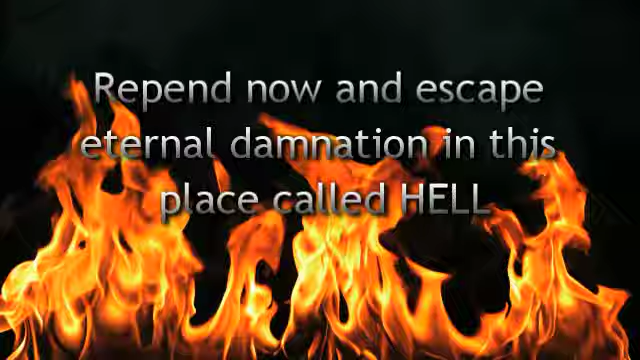 Repend now and escape
eternal damnation in this
place called HELL